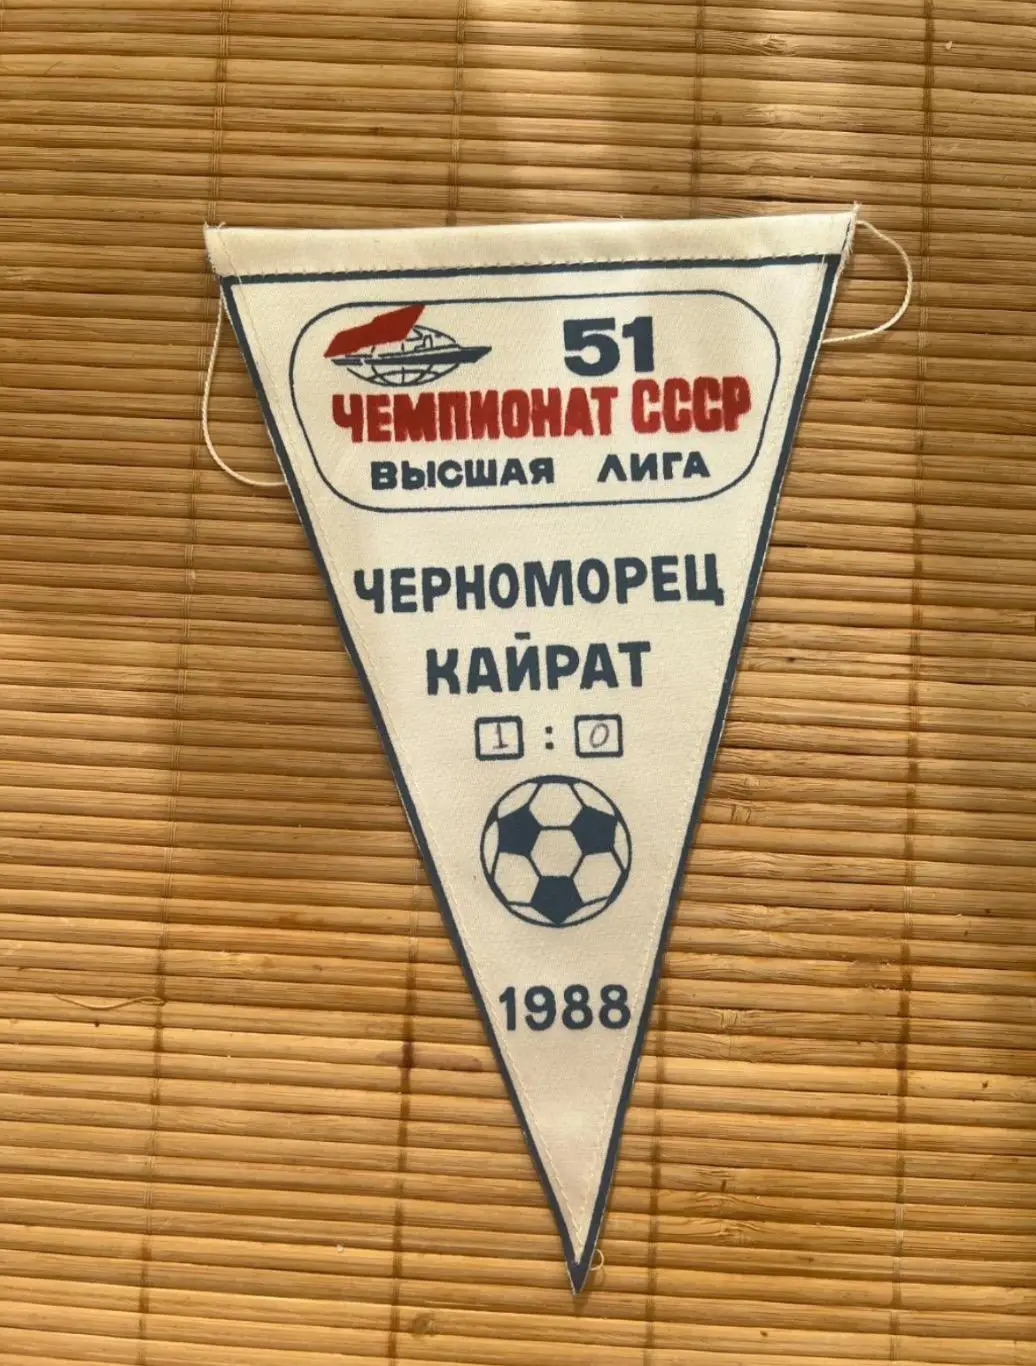 51
ЧЕМПИОНАТ СССР
ВЫСШАЯ ЛИГА
ЧЕРНОМОРЕЦ
КАЙРАТ
1 : 0
1988